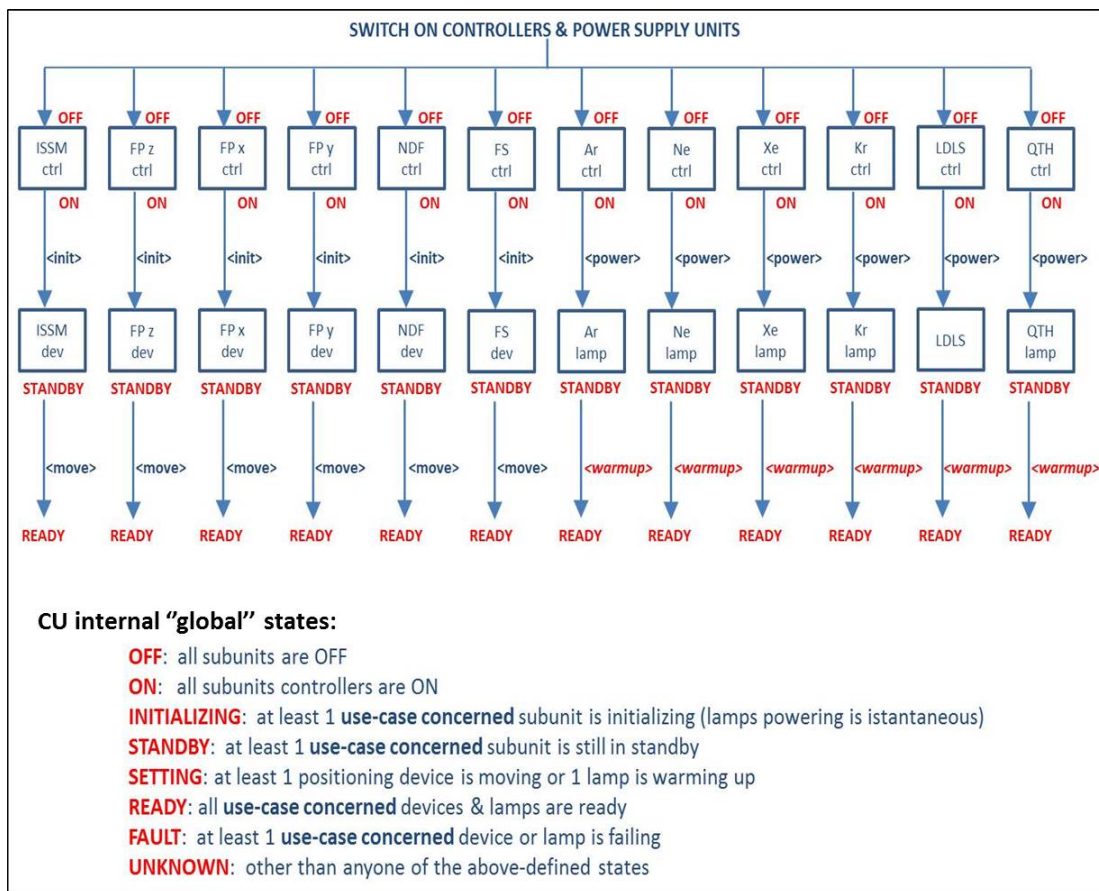 SWITCH ON CONTROLLERS & POWER SUPPLY UNITS
OFF OFF OFF OFF OFF OFF OFF OFF OFF OFF OFF OFF
ISSM FP z FP x FP y NDF FS Ar Ne Xe Kr LDLS QTH
ctrl ctrl ctrl ctrl ctrl ctrl ctrl ctrl ctrl ctrl ctrl ctrl
ON ON ON ON ON ON ON ON ON ON ON ON
<init> <init> <init> <init> <init> <init> <power> <power> <power> <power> <power> <power>
ISSM FP z FP x FP y NDF FS Ar Ne Xe Kr LDLS QTH
dev dev dev dev dev dev lamp lamp lamp lamp lamp
STANDBY STANDBY STANDBY STANDBY STANDBY STANDBY STANDBY STANDBY STANDBY STANDBY STANDBY STANDBY
<move> <move> <move> <move> <move> <move> <warmup> <warmup> <warmup> <warmup> <warmup> <warmup>
READY READY READY READY READY READY READY READY READY READY READY READY
CU internal “global” states:
OFF: all subunits are OFF
ON: all subunits controllers are ON
INITIALIZING: at least 1 use-case concerned subunit is initializing (lamps powering is istantaneous)
STANDBY: at least 1 use-case concerned subunit is still in standby
SETTING: at least 1 positioning device is moving or 1 lamp is warming up
READY: all use-case concerned devices & lamps are ready
FAULT: at least 1 use-case concerned device or lamp is failing
UNKNOWN: other than anyone of the above-defined states